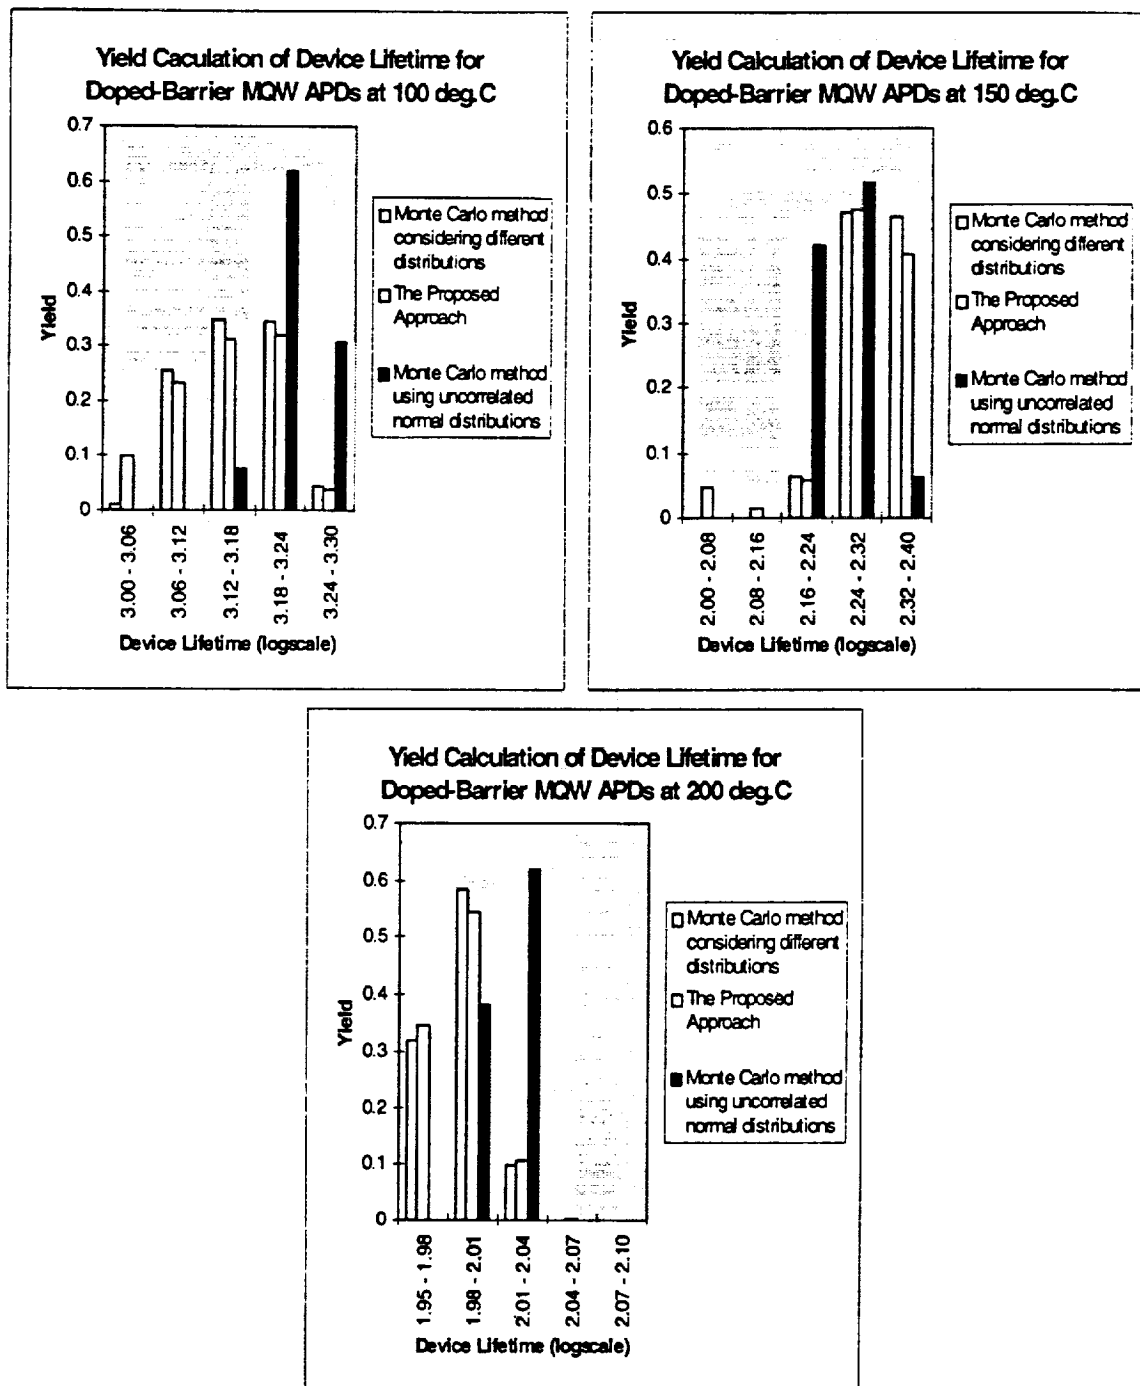 Yield Caculation of Device Lifetime for
Doped-Barrier MQW APDs at 100 deg.C
0.7
0.6
0.5
0.4
0.3
0.2
0.1
0
Yield
3.00 - 3.06
3.06 - 3.12
3.12 - 3.18
3.18 - 3.24
3.24 - 3.30
Device Lifetime (logscale)
Monte Carlo method
considering different
distributions
The Proposed
Approach
Monte Carlo method
using uncorrelated
normal distributions
Yield Calculation of Device Lifetime for
Doped-Barrier MQW APDs at 150 deg.C
0.6
0.5
0.4
0.3
0.2
0.1
0
Yield
2.00 - 2.08
2.08 - 2.16
2.16 - 2.24
2.24 - 2.32
2.32 - 2.40
Device Lifetime (logscale)
Monte Carlo method
considering different
distributions
The Proposed
Approach
Monte Carlo method
using uncorrelated
normal distributions
Yield Calculation of Device Lifetime for
Doped-Barrier MQW APDs at 200 deg.C
0.7
0.6
0.5
0.4
0.3
0.2
0.1
0
Yield
1.95 - 1.98
1.98 - 2.01
2.01 - 2.04
2.04 - 2.07
2.07 - 2.10
Device Lifetime (logscale)
Monte Carlo method
considering different
distributions
The Proposed
Approach
Monte Carlo method
using uncorrelated
normal distributions